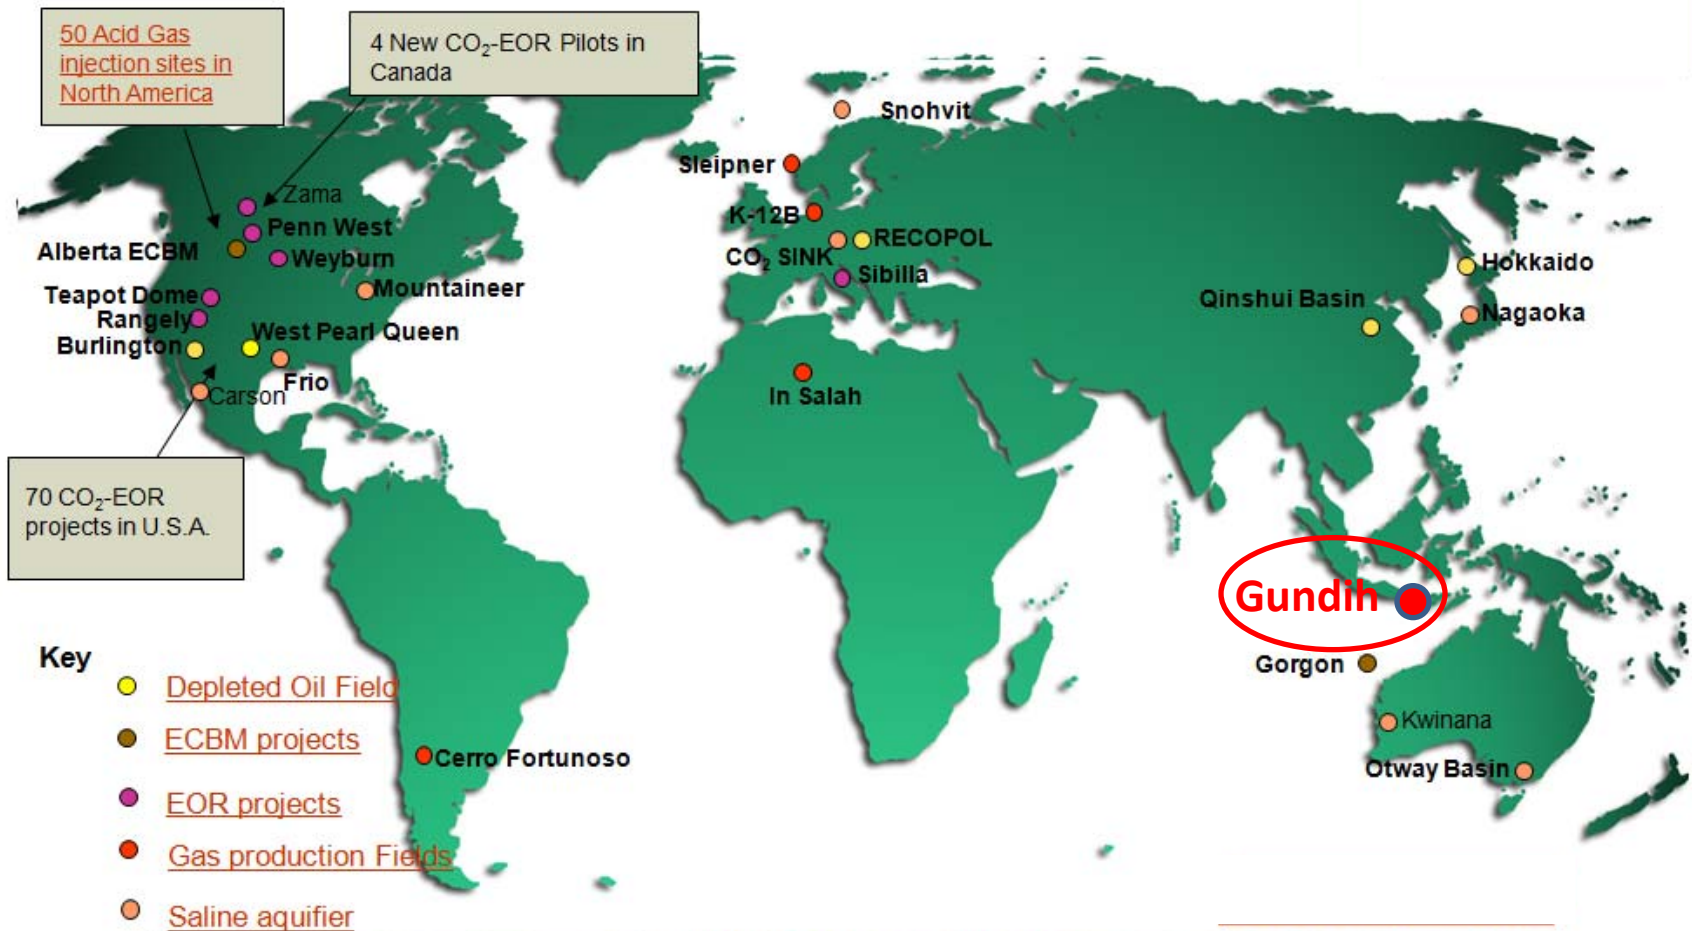 50 Acid Gas
injection sites in
North America
4 New CO₂-EOR Pilots in
Canada
Snohvit
Sleipner
Zama
K-12B
Penn West
RECOPOL
Alberta ECBM
CO₂ SINK
Weyburn
Sibilla
Hokkaido
Mountaineer
Teapot Dome
Qinshui Basin
Rangely
Nagaoka
West Pearl Queen
Burlington
Frio
In Salah
Carson
70 CO₂-EOR
projects in U.S.A.
Gundih
Gorgon
Key
Depleted Oil Field
Kwinana
ECBM projects
Cerro Fortunoso
Otway Basin
EOR projects
Gas production Fields
Saline aquifier